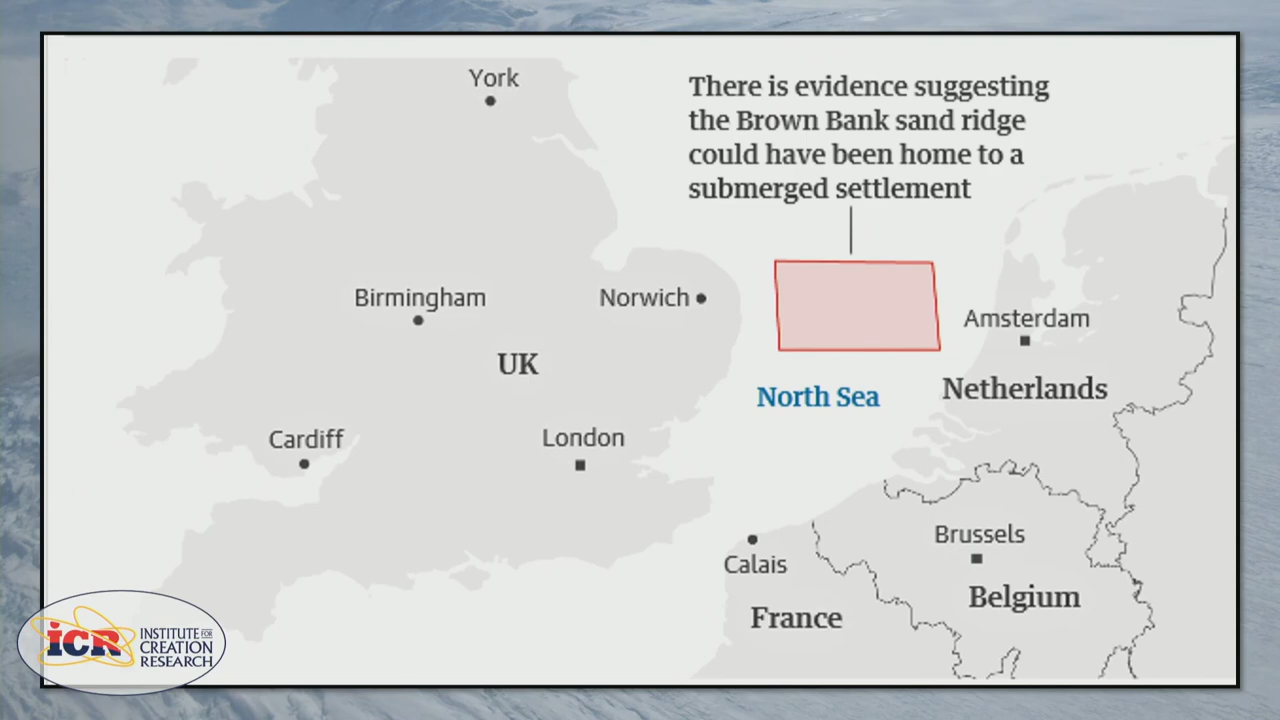 York
There is evidence suggesting
the Brown Bank sand ridge
could have been home to a
submerged settlement
Birmingham
Norwich
Amsterdam
UK
North Sea
Netherlands
Cardiff
London
Brussels
Calais
Belgium
France
iCR
INSTITUTE FOR
CREATION
RESEARCH